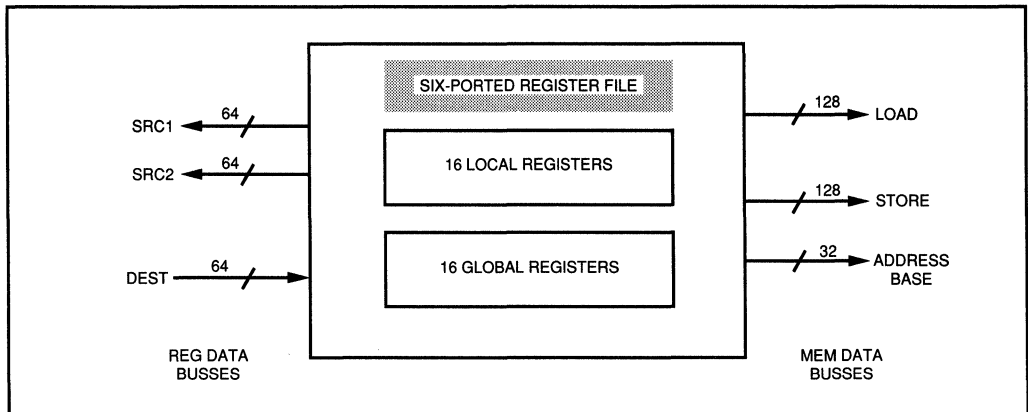 SIX-PORTED REGISTER FILE
SRC1
64
128
LOAD
16 LOCAL REGISTERS
SRC2
64
128
STORE
DEST
64
16 GLOBAL REGISTERS
32
ADDRESS
BASE
REG DATA
BUSSES
MEM DATA
BUSSES